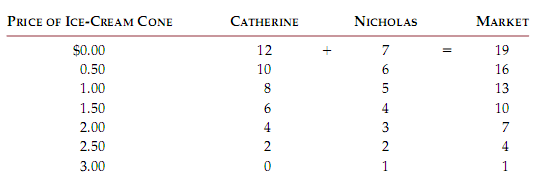 PRICE OF ICE-CREAM CONE CATHERINE NICHOLAS MARKET
$0.00 12 + 7 = 19
0.50 10 6 16
1.00 8 5 13
1.50 6 4 10
2.00 4 3 7
2.50 2 2 4
3.00 0 1 1